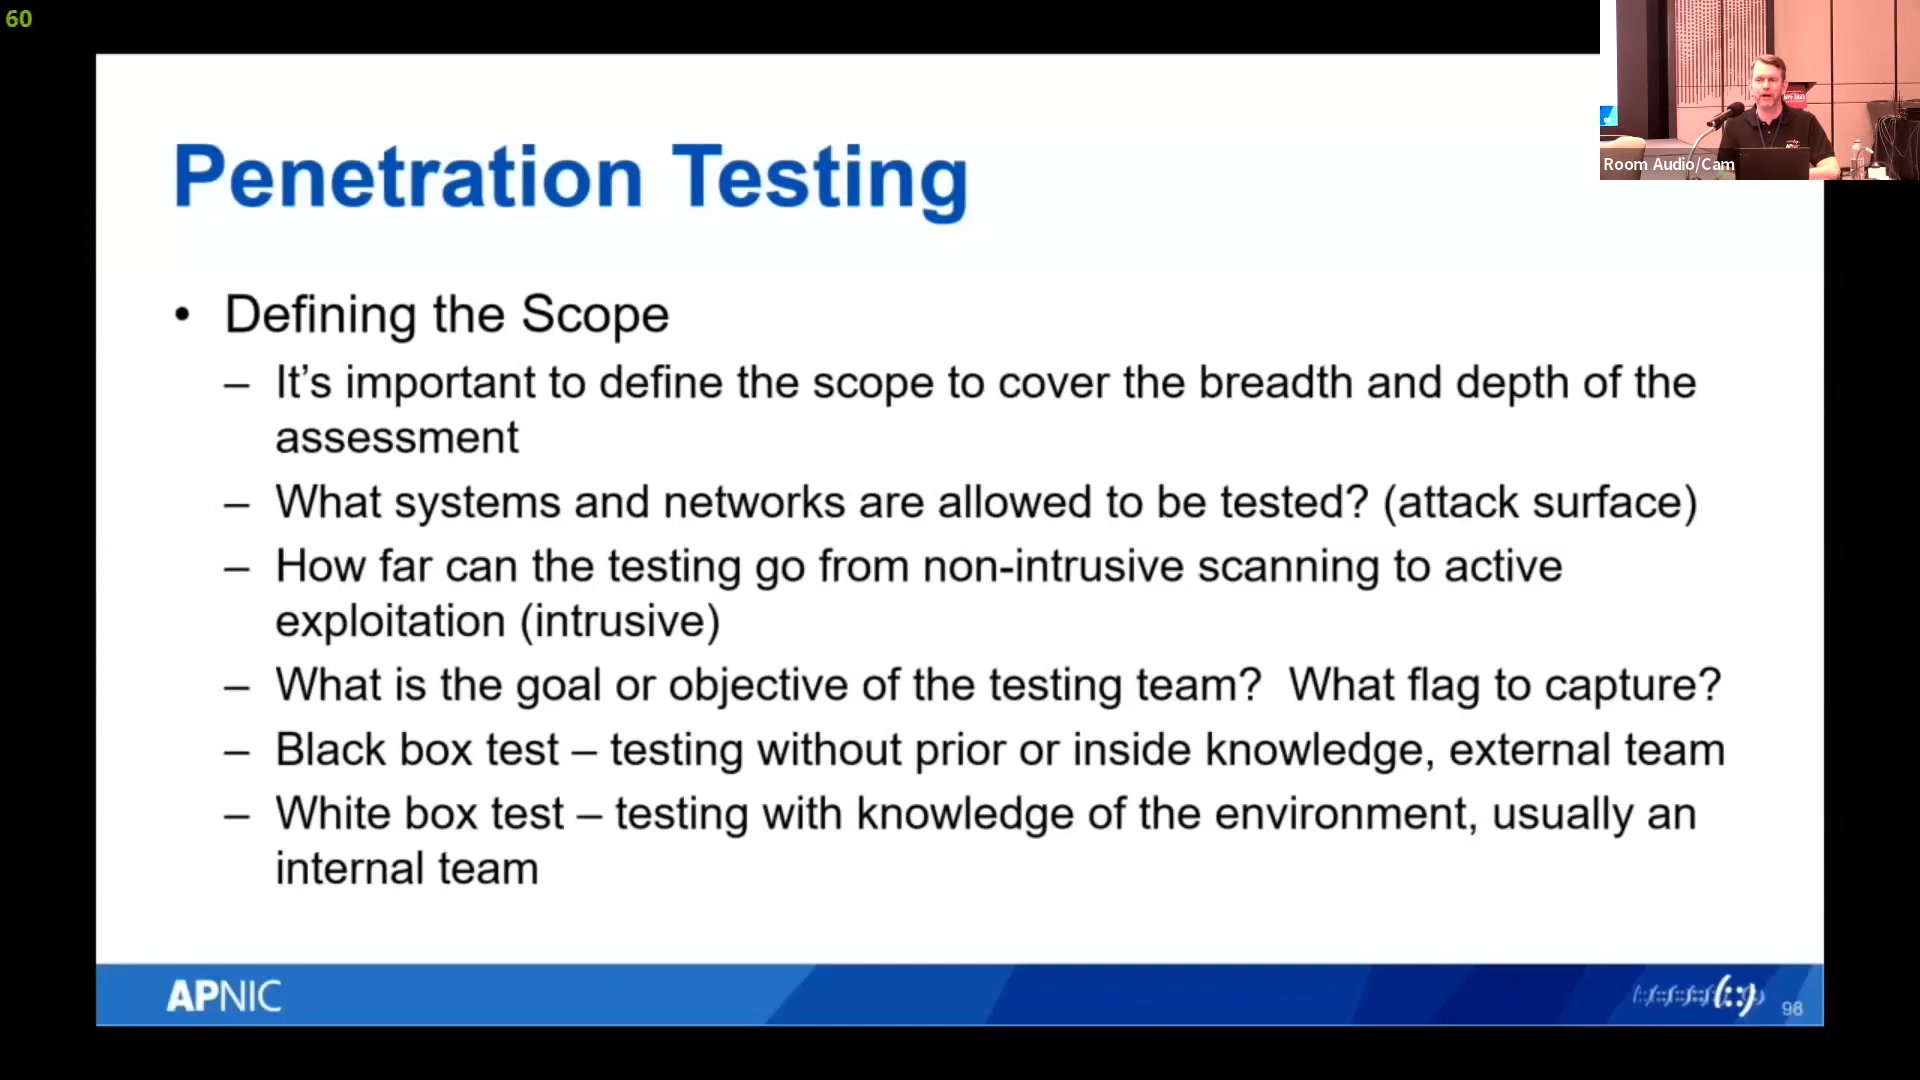 60
Penetration Testing
• Defining the Scope
– It's important to define the scope to cover the breadth and depth of the
assessment
– What systems and networks are allowed to be tested? (attack surface)
– How far can the testing go from non-intrusive scanning to active
exploitation (intrusive)
– What is the goal or objective of the testing team?  What flag to capture?
– Black box test – testing without prior or inside knowledge, external team
– White box test – testing with knowledge of the environment, usually an
internal team
APNIC
98
Room Audio/Cam